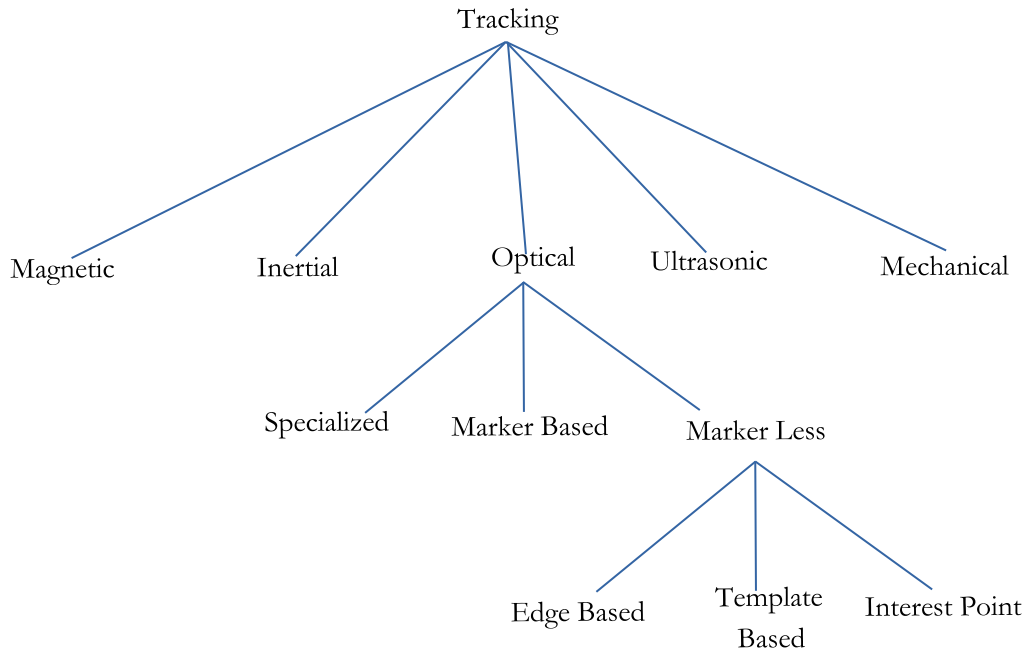 Tracking
Magnetic
Inertial
Optical
Ultrasonic
Mechanical
Specialized
Marker Based
Marker Less
Edge Based
Template
Based
Interest Point